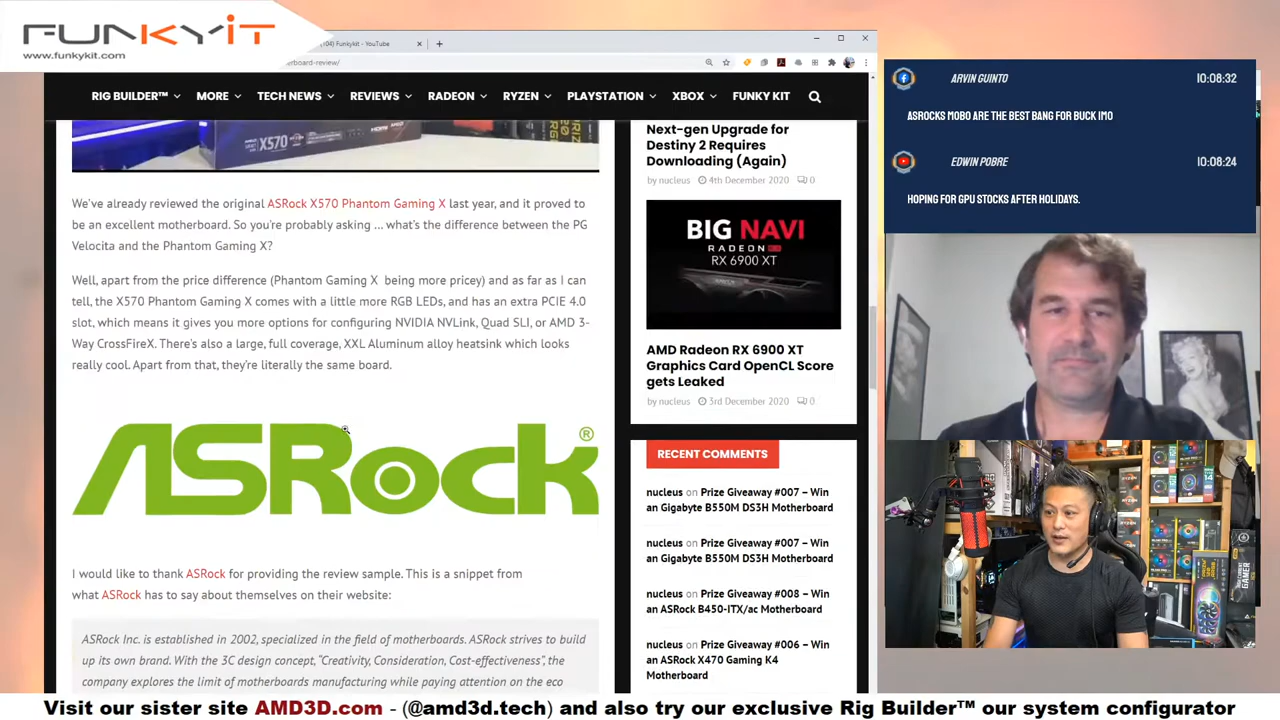 FUNKYiT
www.funkykit.com
(104) Funkykit - YouTube
erboard-review/
RIG BUILDER™ MORE TECH NEWS REVIEWS RADEON RYZEN PLAYSTATION XBOX FUNKY KIT
X570
We've already reviewed the original ASRock X570 Phantom Gaming X last year, and it proved to
be an excellent motherboard. So you're probably asking ... what's the difference between the PG
Velocita and the Phantom Gaming X?
Well, apart from the price difference (Phantom Gaming X being more pricey) and as far as I can
tell, the X570 Phantom Gaming X comes with a little more RGB LEDs, and has an extra PCIE 4.0
slot, which means it gives you more options for configuring NVIDIA NVLink, Quad SLI, or AMD 3-
Way CrossFireX. There's also a large, full coverage, XXL Aluminum alloy heatsink which looks
really cool. Apart from that, they're literally the same board.
ASRock®
I would like to thank ASRock for providing the review sample. This is a snippet from
what ASRock has to say about themselves on their website:
ASRock Inc. is established in 2002, specialized in the field of motherboards. ASRock strives to build
up its own brand. With the 3C design concept, "Creativity, Consideration, Cost-effectiveness", the
company explores the limit of motherboards manufacturing while paying attention on the eco
Next-gen Upgrade for
Destiny 2 Requires
Downloading (Again)
by nucleus 4th December 2020 0
BIG NAVI
RADEON
RX 6900 XT
AMD Radeon RX 6900 XT
Graphics Card OpenCL Score
gets Leaked
by nucleus 3rd December 2020 0
RECENT COMMENTS
nucleus on Prize Giveaway #007 – Win
an Gigabyte B550M DS3H Motherboard
nucleus on Prize Giveaway #007 – Win
an Gigabyte B550M DS3H Motherboard
nucleus on Prize Giveaway #008 – Win
an ASRock B450-ITX/ac Motherboard
nucleus on Prize Giveaway #006 – Win
an ASRock X470 Gaming K4
Motherboard
ARVIN GUINTO 10:08:32
ASROCKS MOBO ARE THE BEST BANG FOR BUCK IMO
EDWIN POBRE 10:08:24
HOPING FOR GPU STOCKS AFTER HOLIDAYS.
RYZEN
GAMER
Visit our sister site AMD3D.com - (@amd3d.tech) and also try our exclusive Rig Builder™ our system configurator